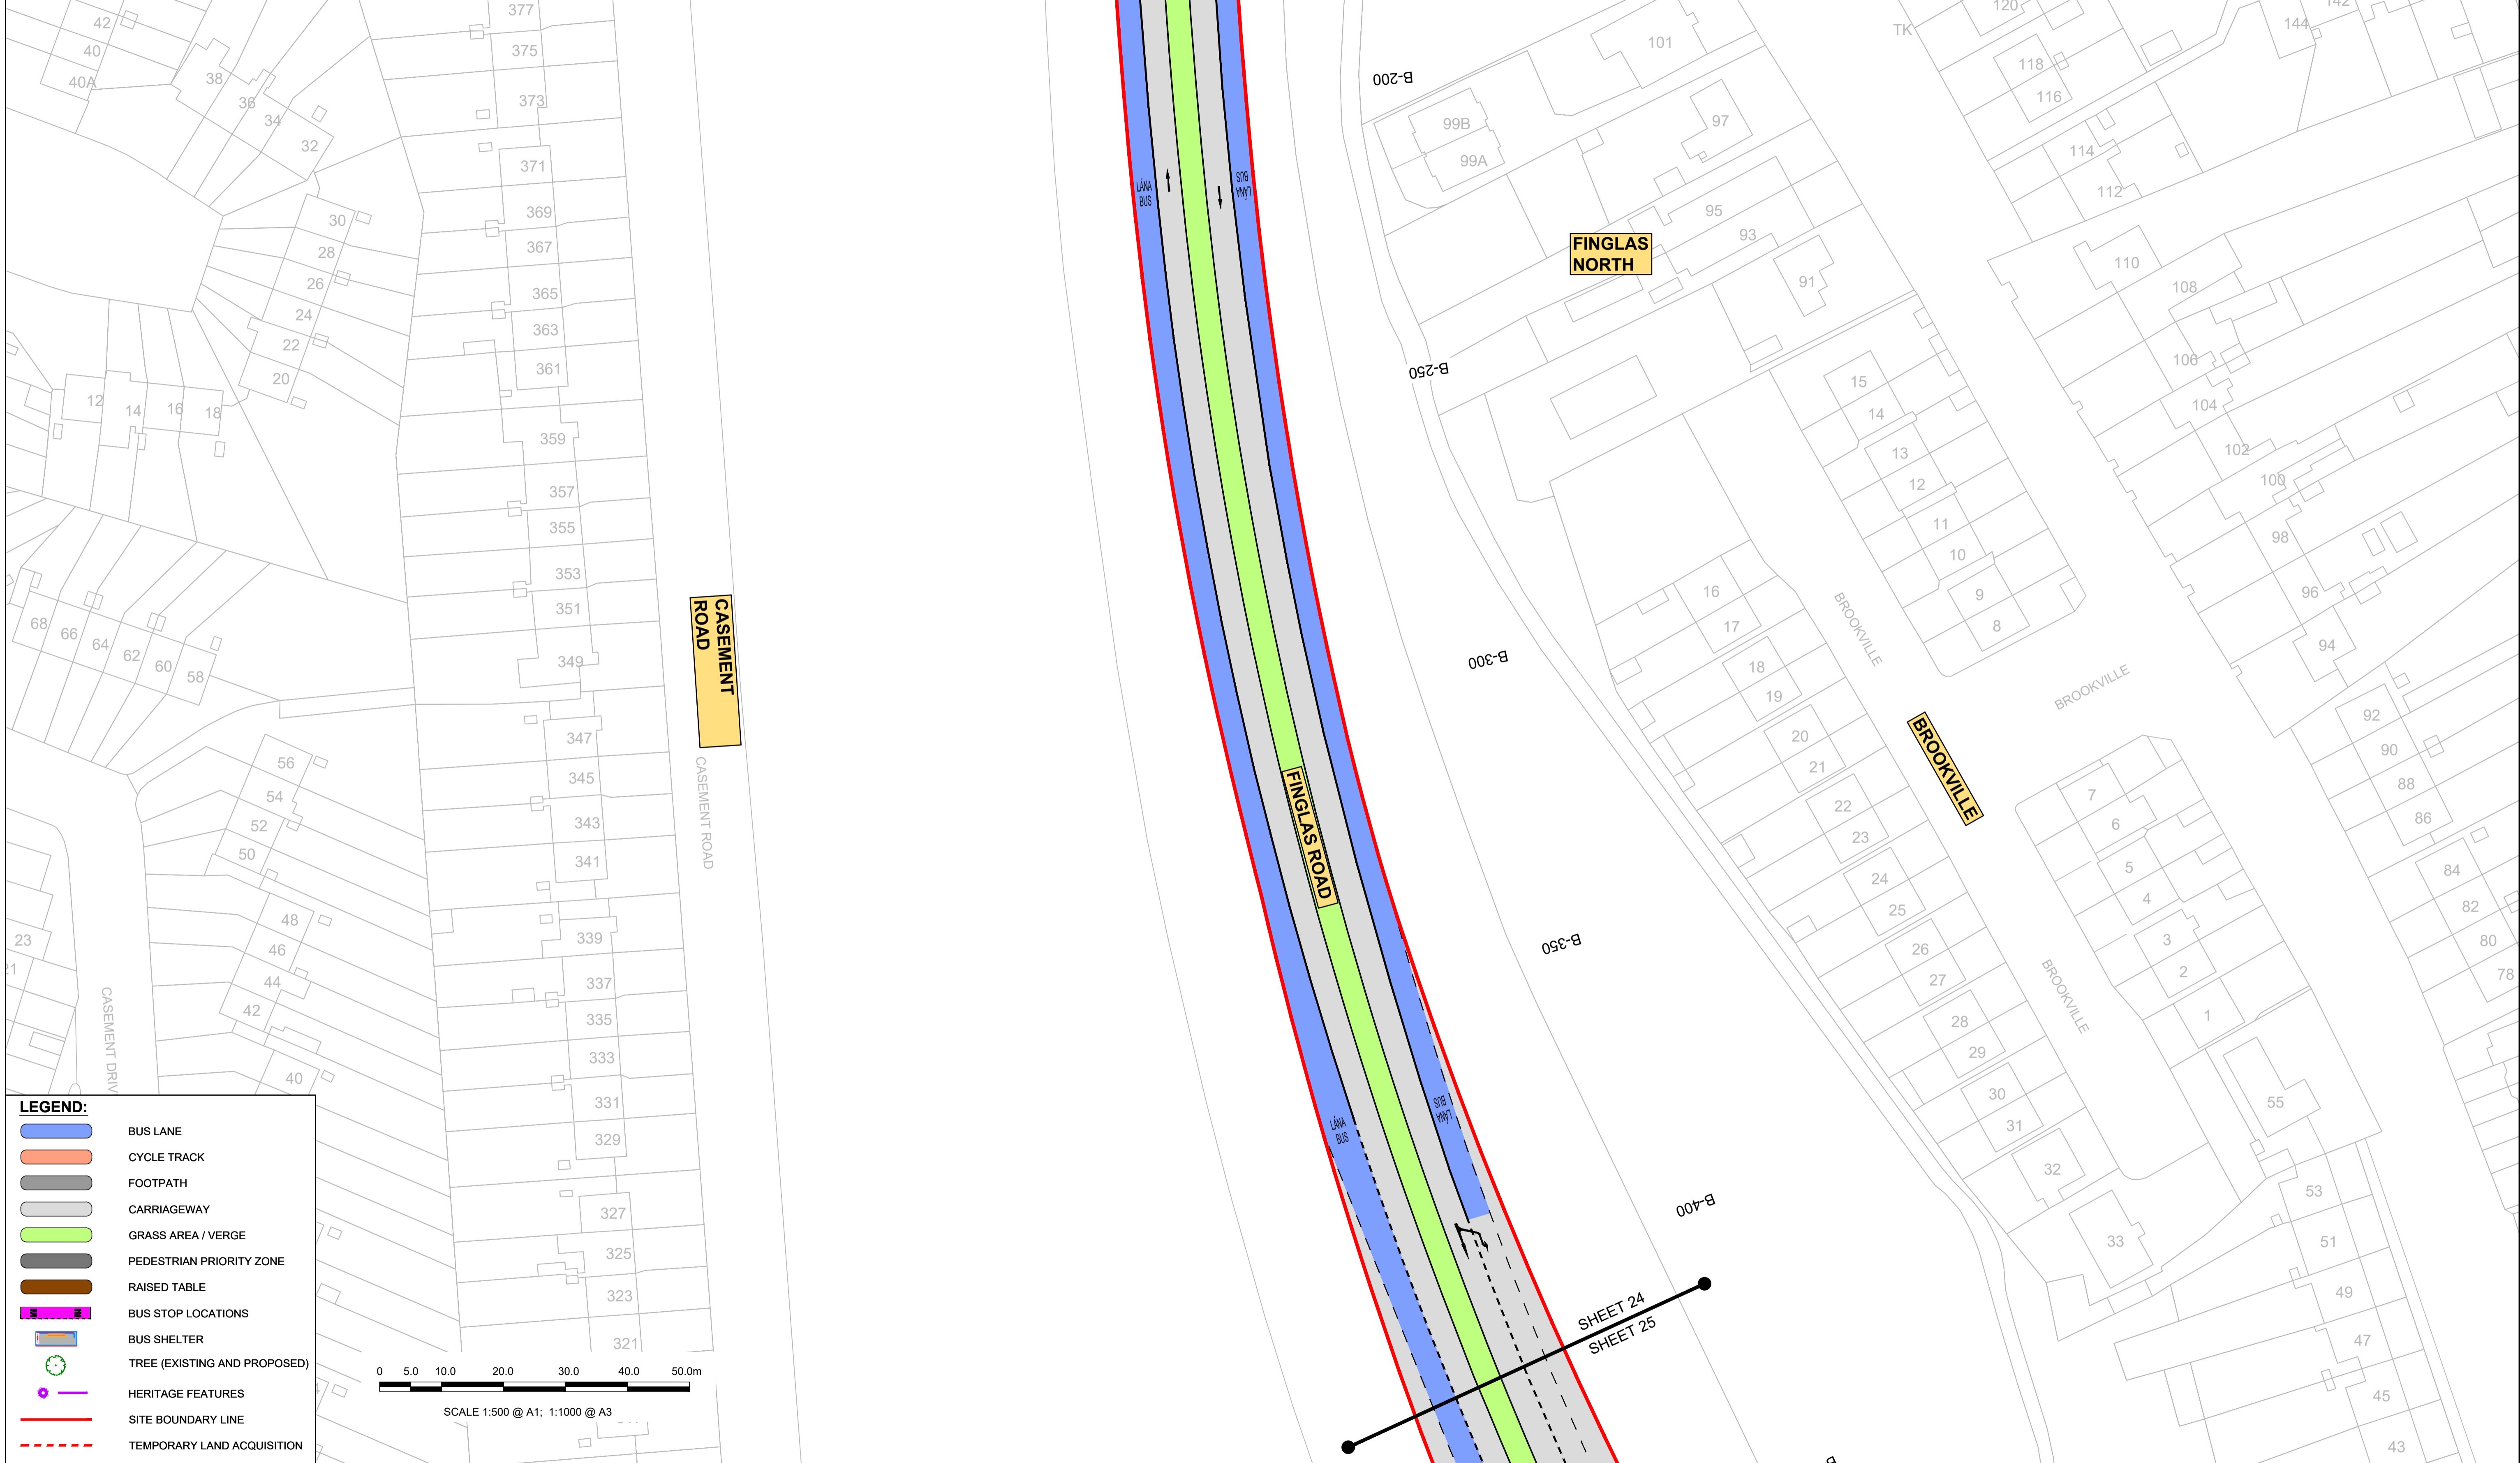 377
375
373
371
369
367
365
363
361
359
357
355
353
351
349
347
345
343
341
339
337
335
333
331
329
327
325
323
321
42
40
40A
38
36
34
32
30
28
26
24
22
20
12
14
16
18
68
66
64
62
60
58
56
54
52
50
48
46
44
42
40
23
21
CASEMENT DRIV
CASEMENT
ROAD
CASEMENT ROAD
LÁNA
BUS
LÁNA
BUS
FINGLAS ROAD
LÁNA
BUS
LÁNA
BUS
B-200
B-250
B-300
B-350
B-400
SHEET 24
SHEET 25
FINGLAS
NORTH
101
99B
99A
97
95
93
91
TK
120
118
116
114
112
144
142
110
108
106
104
102
100
98
96
94
92
90
88
86
84
82
80
78
15
14
13
12
11
10
9
8
16
17
18
19
20
21
22
23
24
25
26
27
28
29
30
31
32
33
BROOKVILLE
BROOKVILLE
BROOKVILLE
BROOKVILLE
7
6
5
4
3
2
1
55
53
51
49
47
45
43
LEGEND:
BUS LANE
CYCLE TRACK
FOOTPATH
CARRIAGEWAY
GRASS AREA / VERGE
PEDESTRIAN PRIORITY ZONE
RAISED TABLE
BUS STOP LOCATIONS
BUS SHELTER
TREE (EXISTING AND PROPOSED)
HERITAGE FEATURES
SITE BOUNDARY LINE
TEMPORARY LAND ACQUISITION
0 5.0 10.0 20.0 30.0 40.0 50.0m
SCALE 1:500 @ A1; 1:1000 @ A3